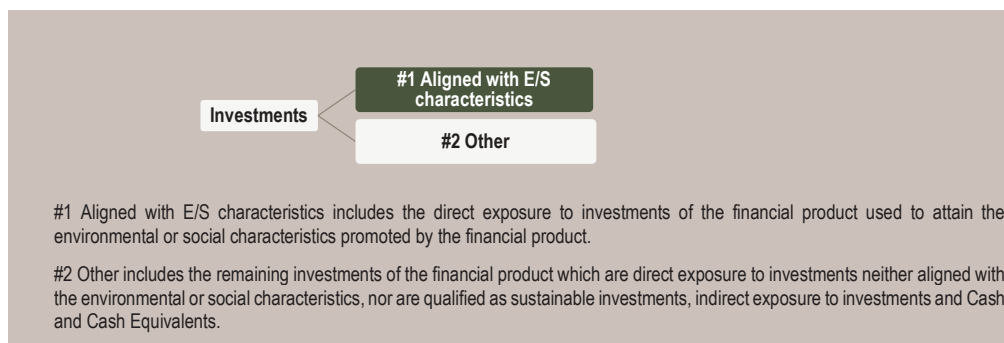 #1 Aligned with E/S
characteristics
Investments
#2 Other
#1 Aligned with E/S characteristics includes the direct exposure to investments of the financial product used to attain the
environmental or social characteristics promoted by the financial product.
#2 Other includes the remaining investments of the financial product which are direct exposure to investments neither aligned with
the environmental or social characteristics, nor are qualified as sustainable investments, indirect exposure to investments and Cash
and Cash Equivalents.